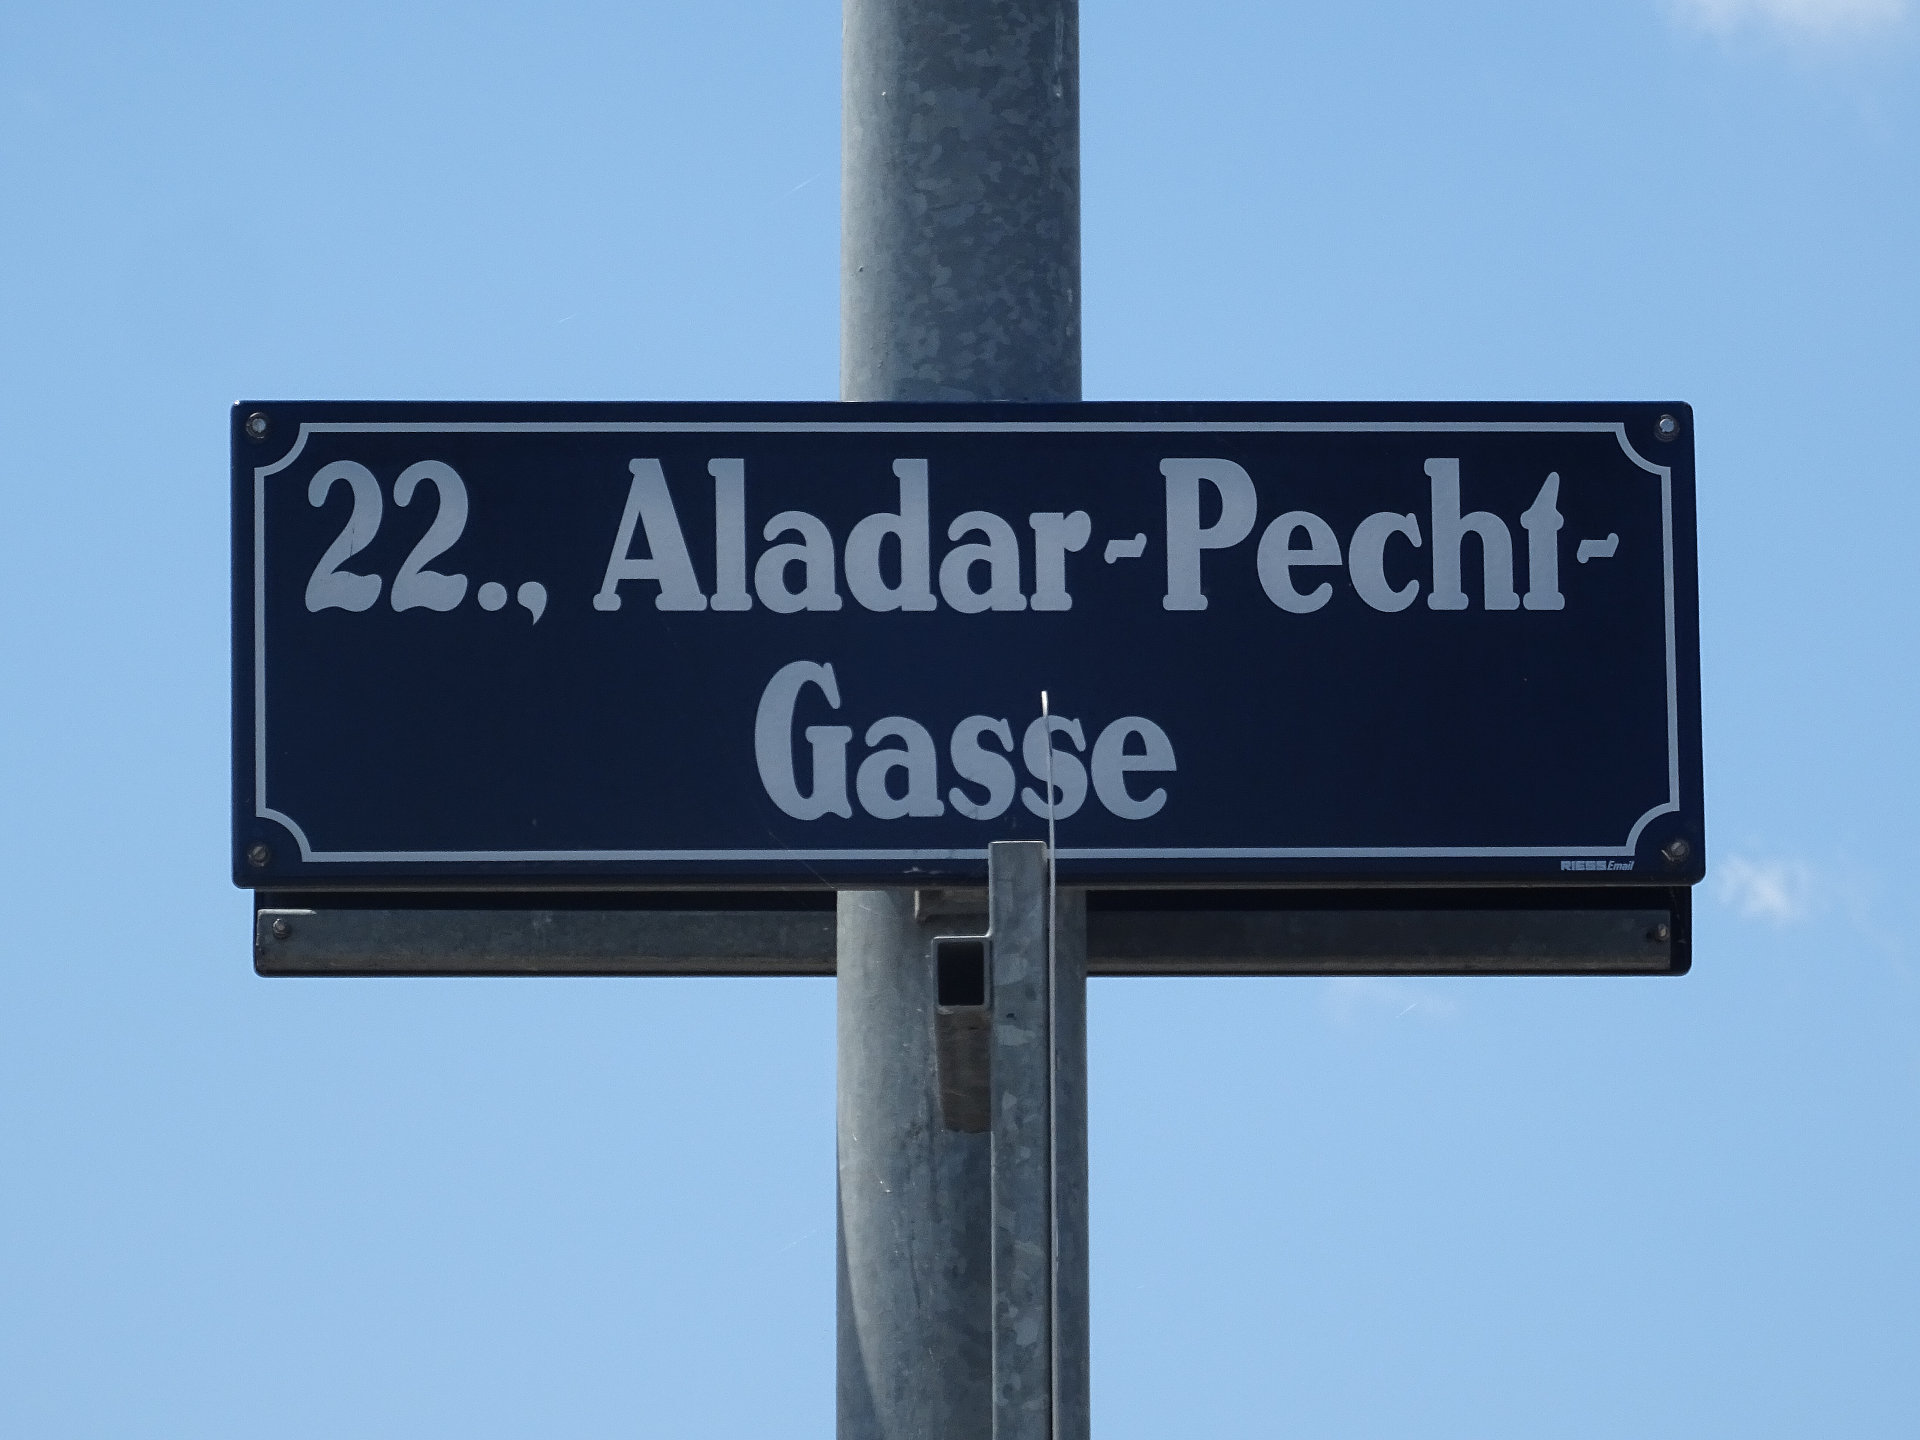 22., Aladar-Pecht-
Gasse
RIESS Email